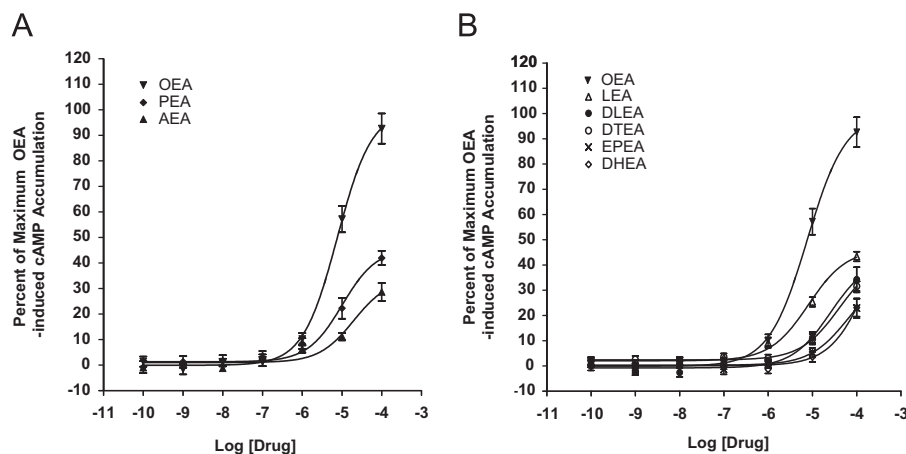 A
120
110
100
90
80
70
60
50
40
30
20
10
0
-10
Percent of Maximum OEA
-induced cAMP Accumulation
OEA
PEA
AEA
-11 -10 -9 -8 -7 -6 -5 -4 -3
Log [Drug]
B
120
110
100
90
80
70
60
50
40
30
20
10
0
-10
Percent of Maximum OEA
-induced cAMP Accumulation
OEA
LEA
DLEA
DTEA
EPEA
DHEA
-11 -10 -9 -8 -7 -6 -5 -4 -3
Log [Drug]